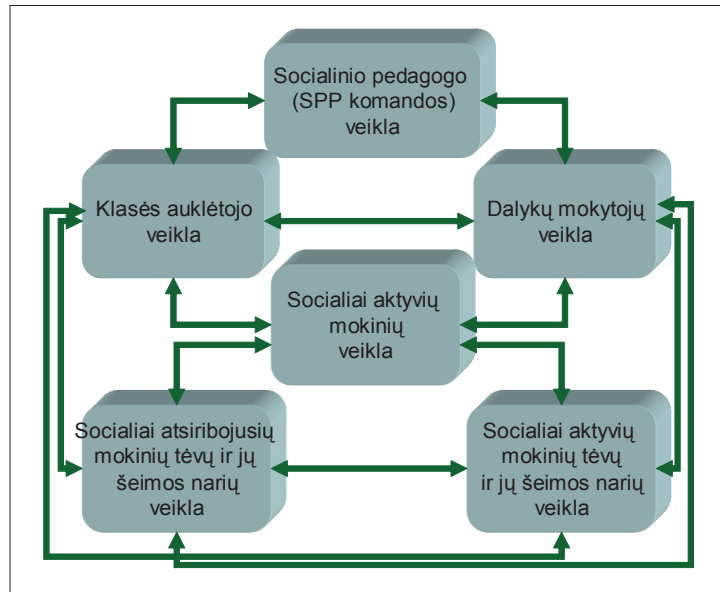 Socialinio pedagogo
(SPP komandos)
veikla
Klasės auklėtojo
veikla
Dalykų mokytojų
veikla
Socialiai aktyvių
mokinių
veikla
Socialiai atsiribojusių
mokinių tėvų ir jų
šeimos narių
veikla
Socialiai aktyvių
mokinių tėvų
ir jų šeimos narių
veikla